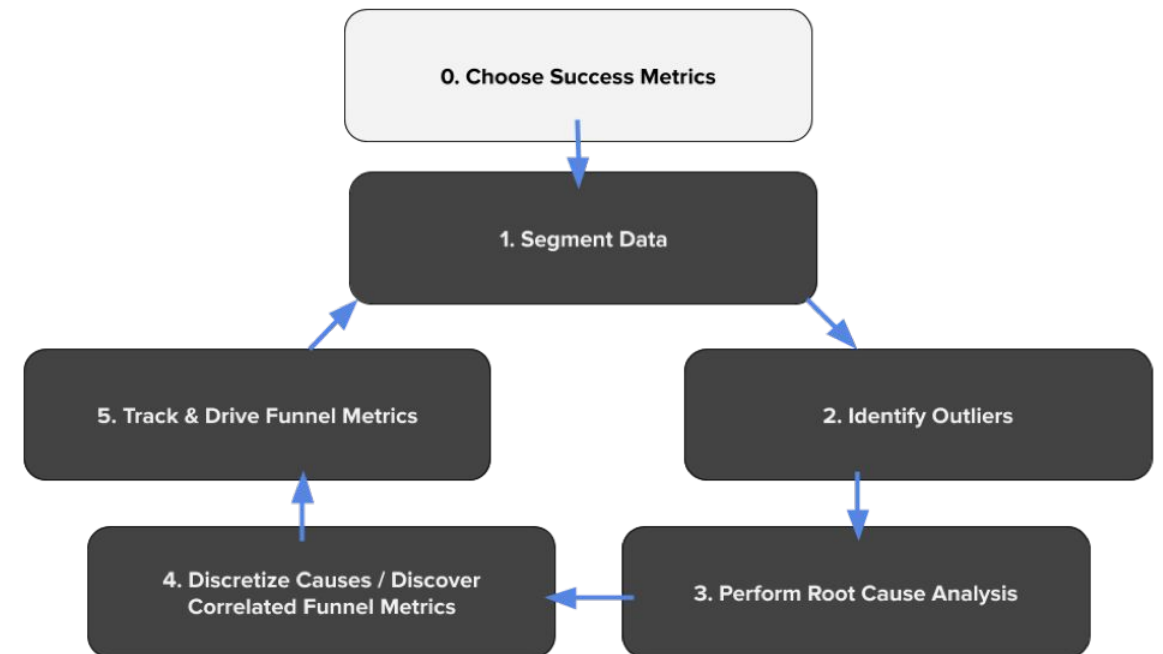 0. Choose Success Metrics
1. Segment Data
2. Identify Outliers
3. Perform Root Cause Analysis
4. Discretize Causes / Discover
Correlated Funnel Metrics
5. Track & Drive Funnel Metrics